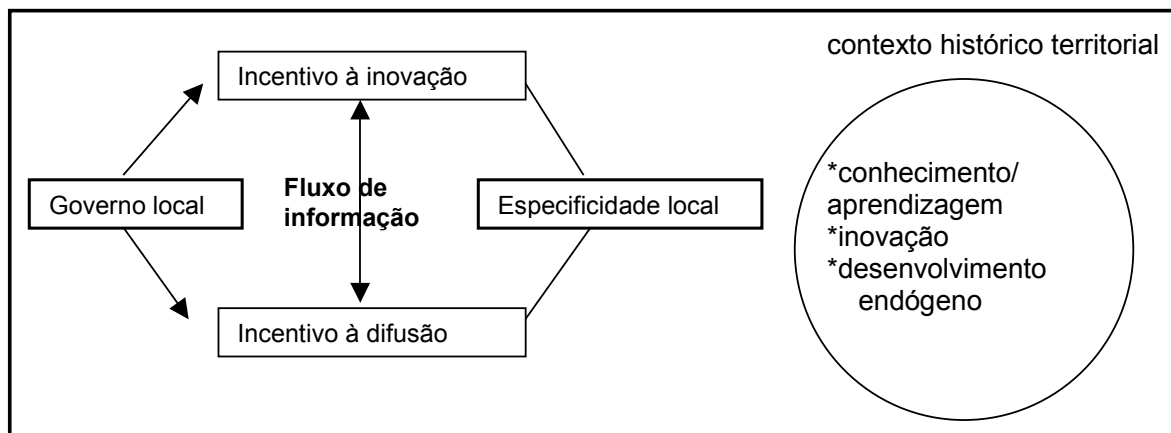 contexto histórico territorial
Incentivo à inovação
Governo local
Fluxo de
informação
Especificidade local
Incentivo à difusão
*conhecimento/
aprendizagem
*inovação
*desenvolvimento
endógeno